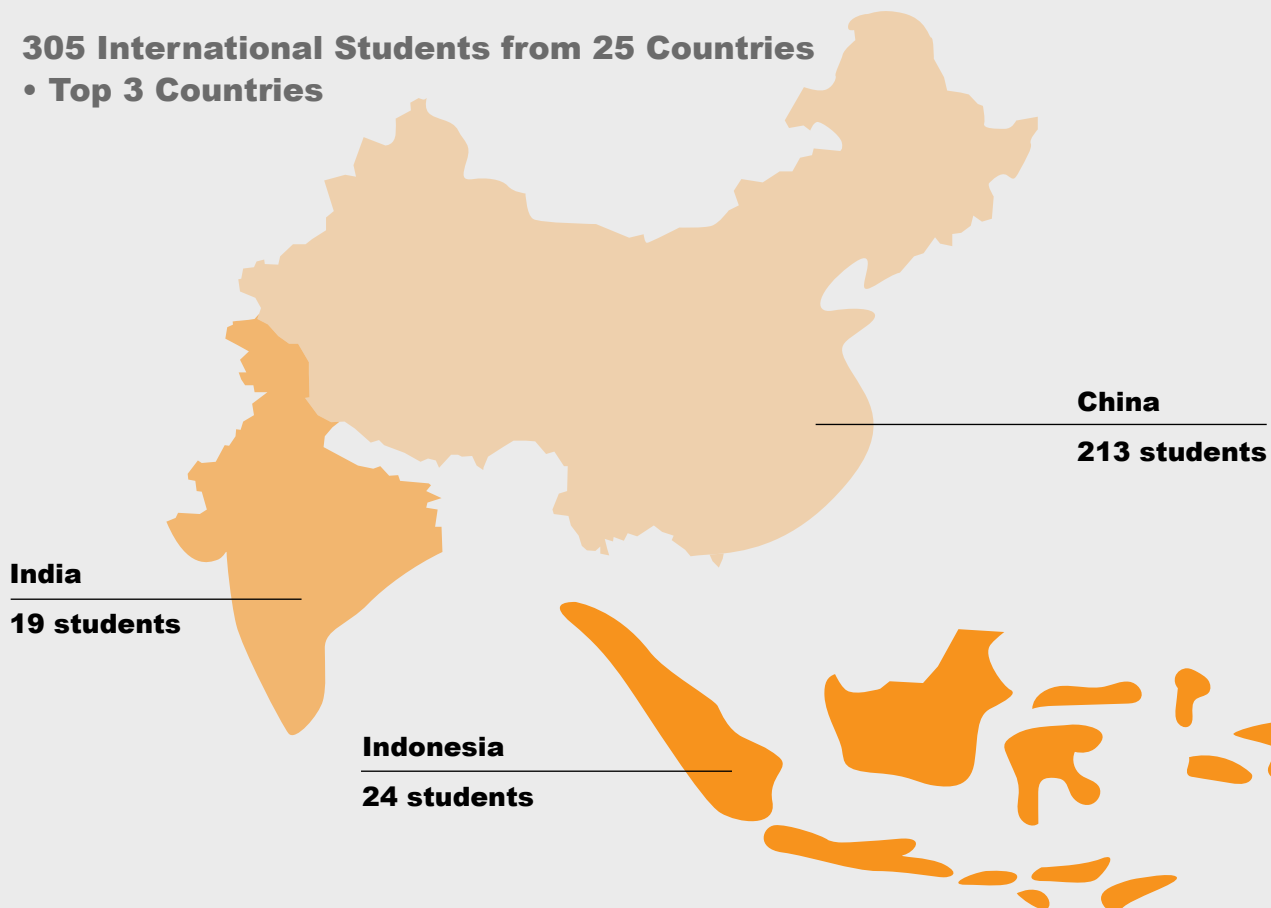 305 International Students from 25 Countries
• Top 3 Countries
China
213 students
India
19 students
Indonesia
24 students